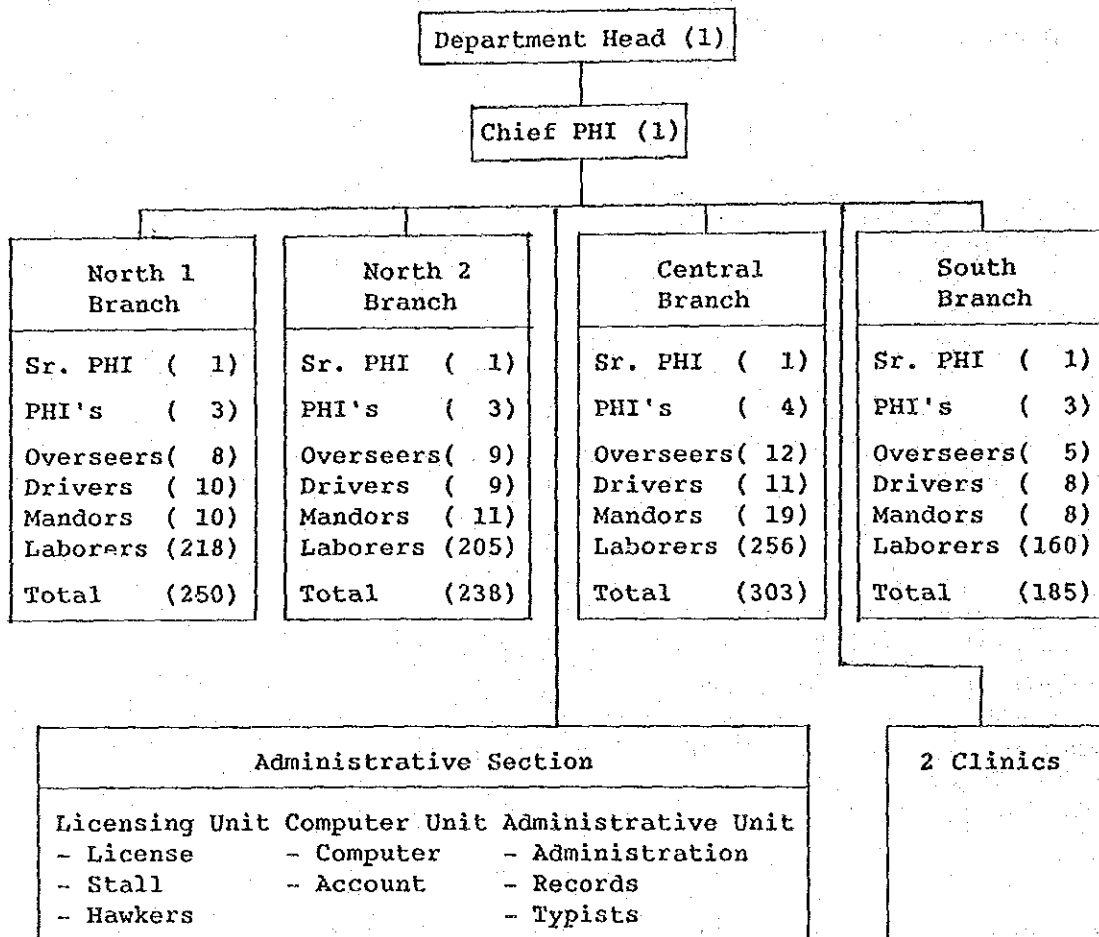 Department Head (1)
Chief PHI (1)
North 1
Branch
Sr. PHI ( 1)
PHI's ( 3)
Overseers( 8)
Drivers ( 10)
Mandors ( 10)
Laborers (218)
Total (250)
North 2
Branch
Sr. PHI ( 1)
PHI's ( 3)
Overseers( 9)
Drivers ( 9)
Mandors ( 11)
Laborers (205)
Total (238)
Central
Branch
Sr. PHI ( 1)
PHI's ( 4)
Overseers( 12)
Drivers ( 11)
Mandors ( 19)
Laborers (256)
Total (303)
South
Branch
Sr. PHI ( 1)
PHI's ( 3)
Overseers( 5)
Drivers ( 8)
Mandors ( 8)
Laborers (160)
Total (185)
Administrative Section
Licensing Unit Computer Unit Administrative Unit
- License - Computer - Administration
- Stall - Account - Records
- Hawkers - Typists
2 Clinics